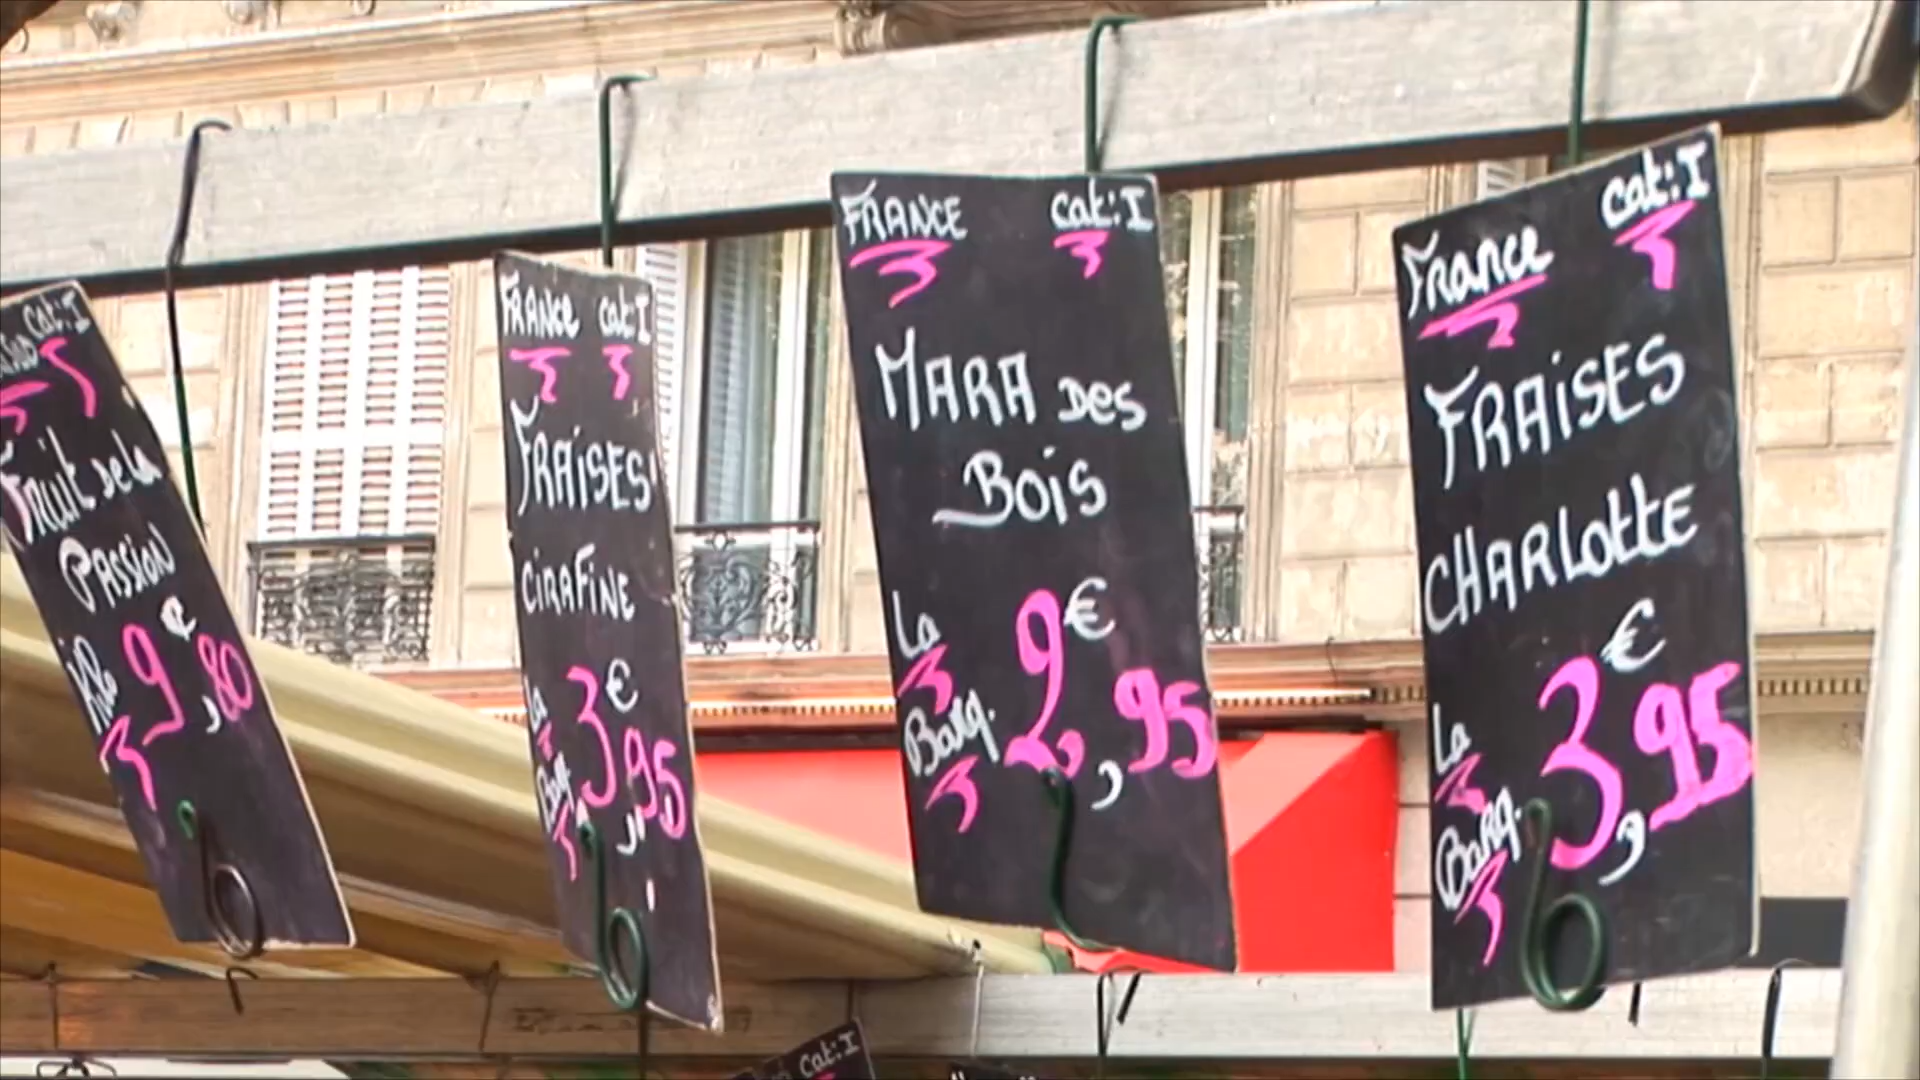 Cat:I
Fruit de la
Passion
9€,80
FRANCE cat:I
FRAISES
CIRAFINE
La
Barq.
3€,95
FRANCE Cat:I
MARA Des
BOIS
La
Barq.
2€,95
France Cat:I
FRAISES
CHARLOTTE
La
Barq.
3€,95
Cat:I